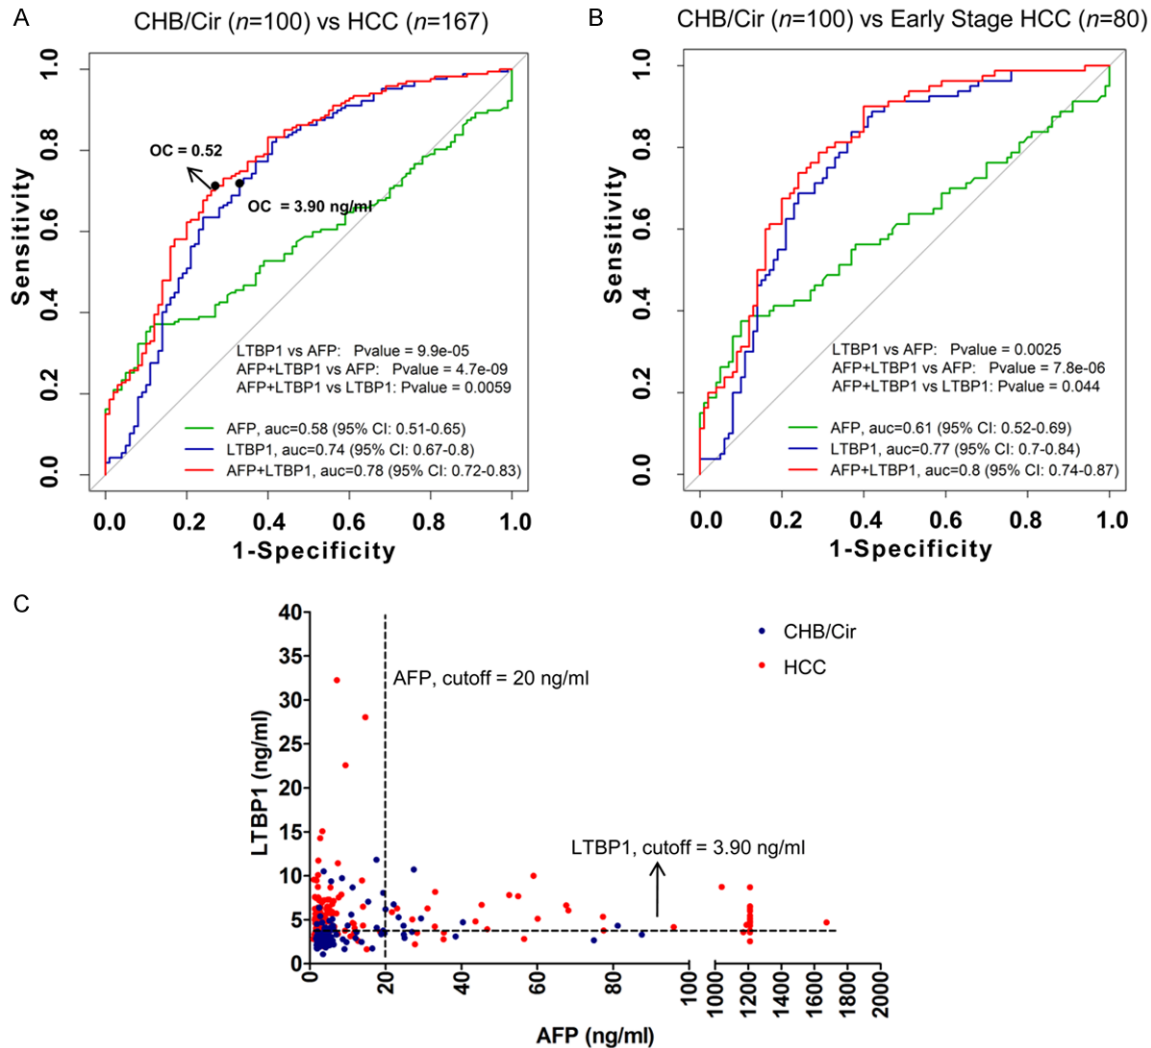 A
CHB/Cir (n=100) vs HCC (n=167)
Sensitivity
1.0
0.8
0.6
0.4
0.2
0.0
OC = 0.52
OC = 3.90 ng/ml
LTBP1 vs AFP: Pvalue = 9.9e-05
AFP+LTBP1 vs AFP: Pvalue = 4.7e-09
AFP+LTBP1 vs LTBP1: Pvalue = 0.0059
AFP, auc=0.58 (95% CI: 0.51-0.65)
LTBP1, auc=0.74 (95% CI: 0.67-0.8)
AFP+LTBP1, auc=0.78 (95% CI: 0.72-0.83)
0.0 0.2 0.4 0.6 0.8 1.0
1-Specificity
B
CHB/Cir (n=100) vs Early Stage HCC (n=80)
Sensitivity
1.0
0.8
0.6
0.4
0.2
0.0
LTBP1 vs AFP: Pvalue = 0.0025
AFP+LTBP1 vs AFP: Pvalue = 7.8e-06
AFP+LTBP1 vs LTBP1: Pvalue = 0.044
AFP, auc=0.61 (95% CI: 0.52-0.69)
LTBP1, auc=0.77 (95% CI: 0.7-0.84)
AFP+LTBP1, auc=0.8 (95% CI: 0.74-0.87)
0.0 0.2 0.4 0.6 0.8 1.0
1-Specificity
C
LTBP1 (ng/ml)
40
35
30
25
20
15
10
5
0
CHB/Cir
HCC
AFP, cutoff = 20 ng/ml
LTBP1, cutoff = 3.90 ng/ml
0 20 40 60 80 100 1000 1200 1400 1600 1800 2000
AFP (ng/ml)